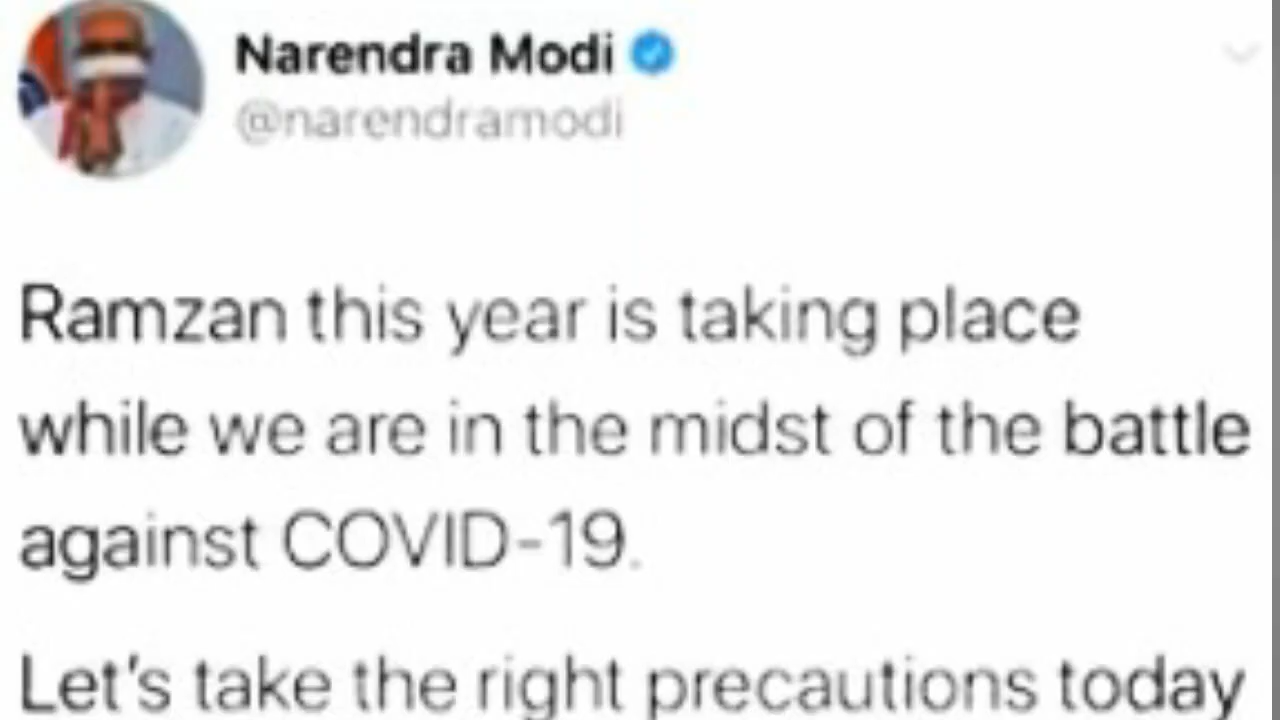 Narendra Modi
@narendramodi
Ramzan this year is taking place
while we are in the midst of the battle
against COVID-19.
Let's take the right precautions today